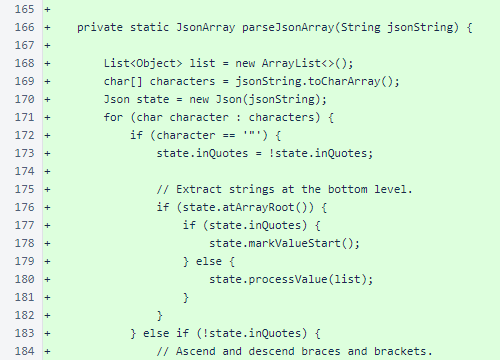 165 +
166 +    private static JsonArray parseJsonArray(String jsonString) {
167 +
168 +        List<Object> list = new ArrayList<>();
169 +        char[] characters = jsonString.toCharArray();
170 +        Json state = new Json(jsonString);
171 +        for (char character : characters) {
172 +            if (character == '"') {
173 +                state.inQuotes = !state.inQuotes;
174 +
175 +                // Extract strings at the bottom level.
176 +                if (state.atArrayRoot()) {
177 +                    if (state.inQuotes) {
178 +                        state.markValueStart();
179 +                    } else {
180 +                        state.processValue(list);
181 +                    }
182 +                }
183 +            } else if (!state.inQuotes) {
184 +                // Ascend and descend braces and brackets.